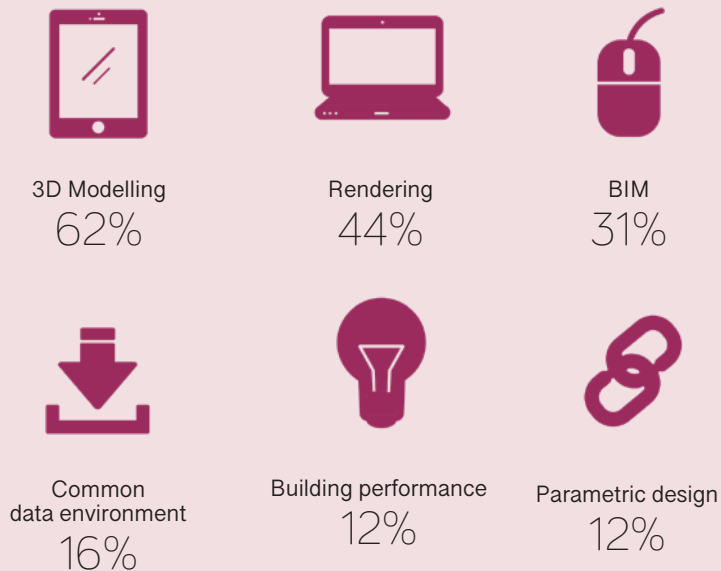 3D Modelling
62%
Rendering
44%
BIM
31%
Common
data environment
16%
Building performance
12%
Parametric design
12%